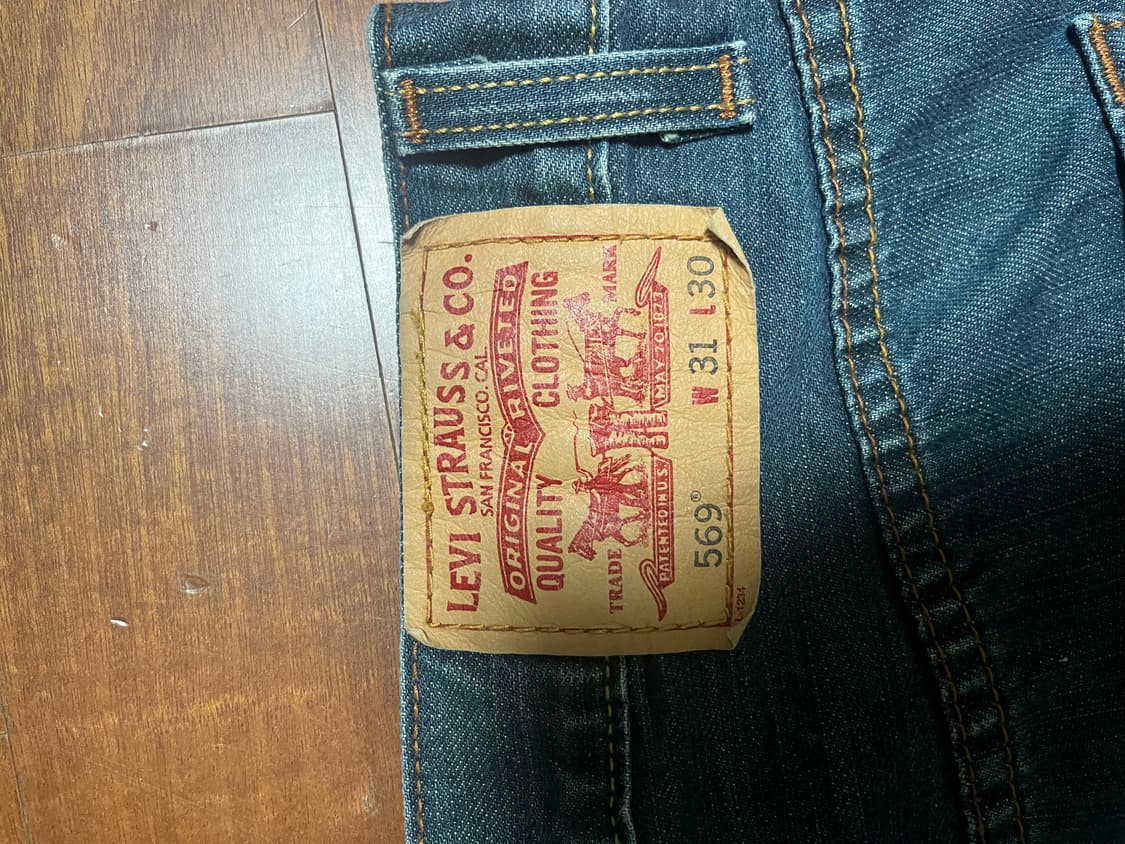 LEVI STRAUSS & CO.
SAN FRANCISCO, CAL.
ORIGINAL RIVETED
QUALITY CLOTHING
TRADE MARK
PATENTED IN U.S. MAY 20 1873
569® W 31 L 30
L-1234